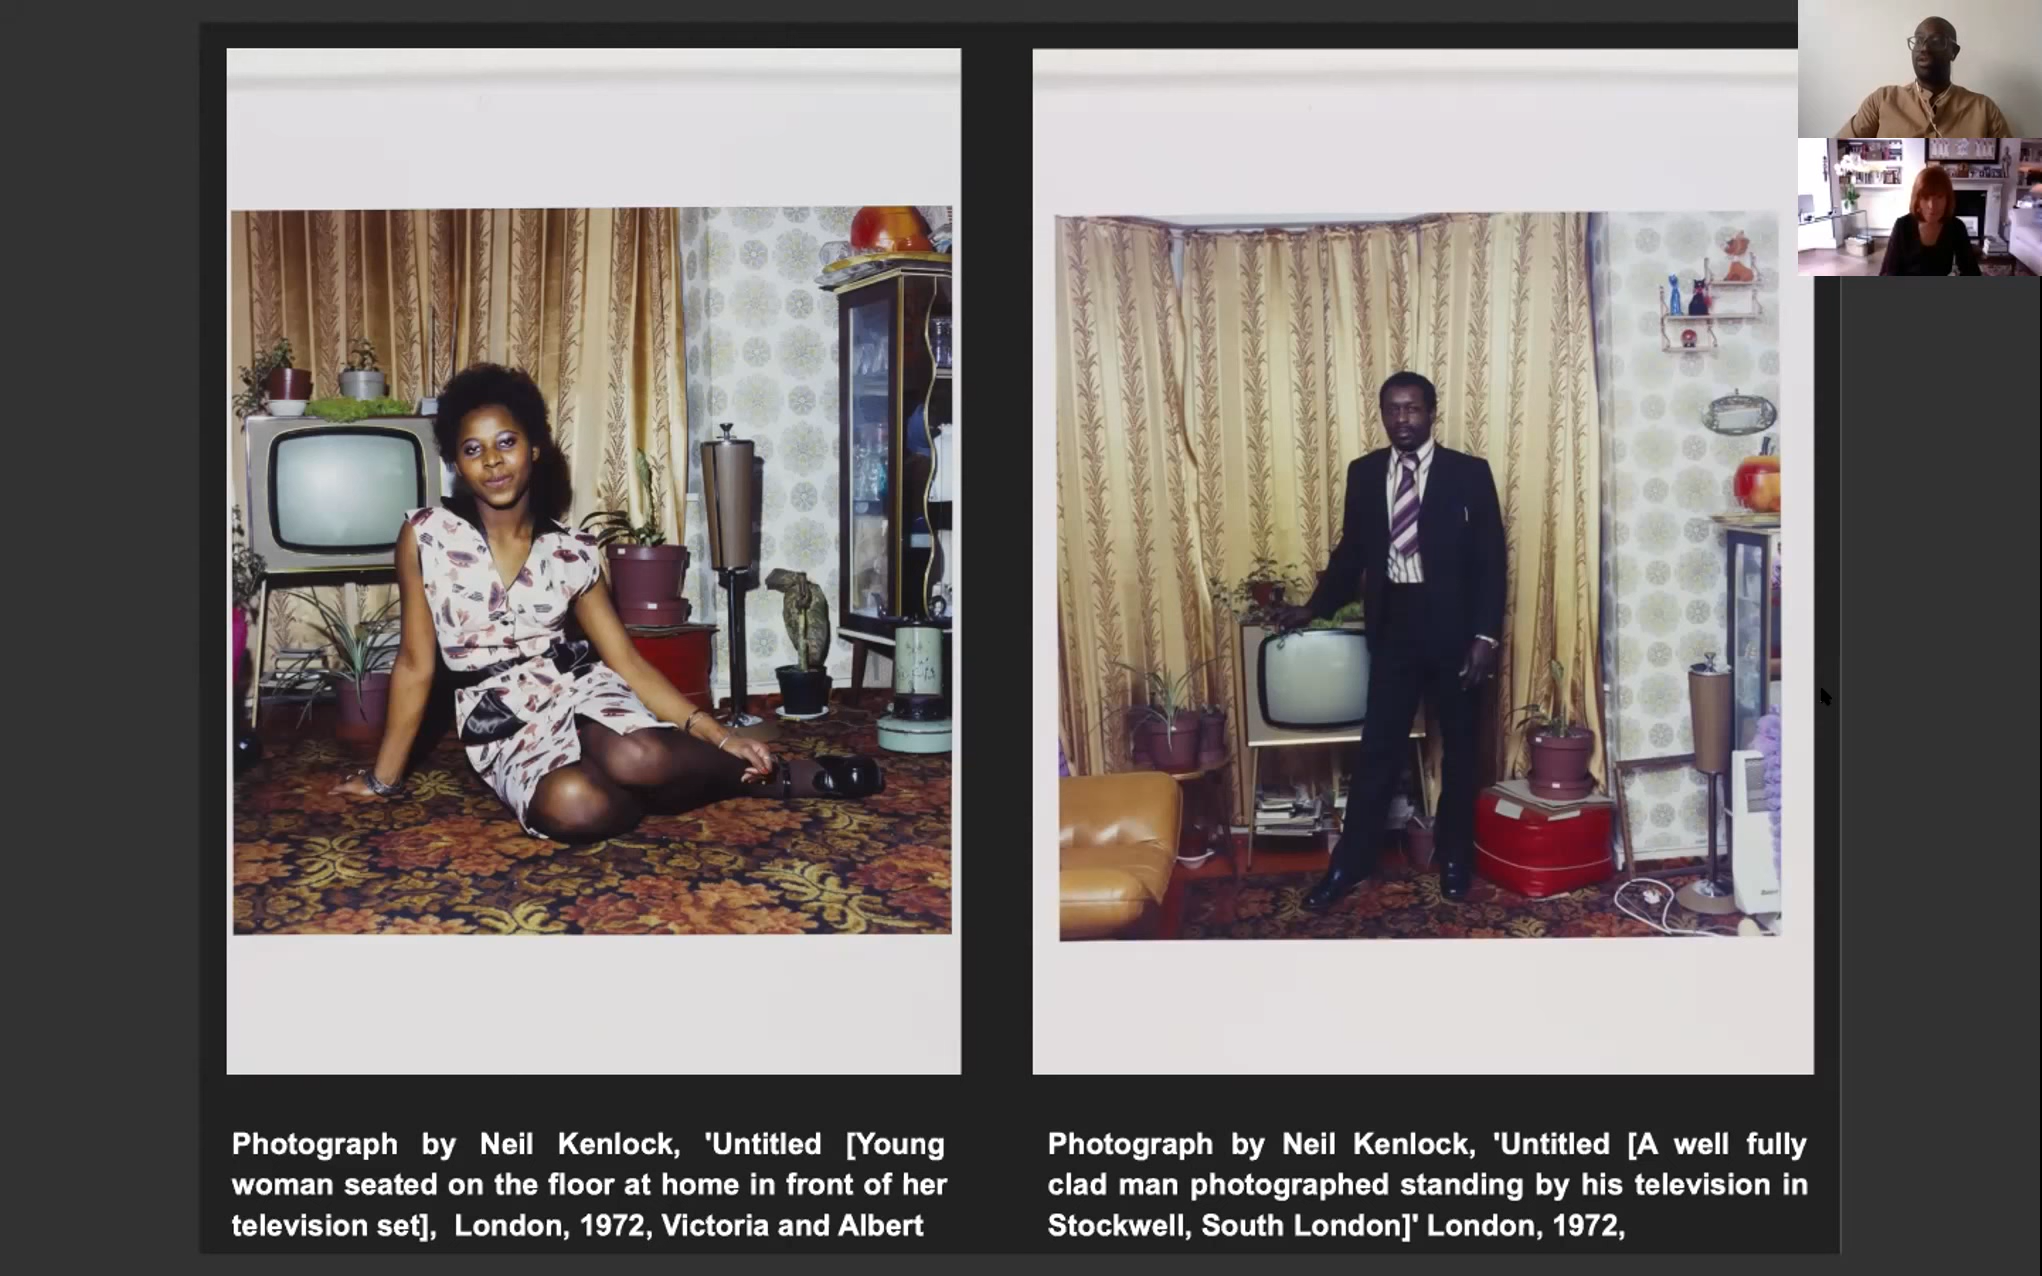 Photograph by Neil Kenlock, 'Untitled [Young
woman seated on the floor at home in front of her
television set],  London, 1972, Victoria and Albert
Photograph by Neil Kenlock, 'Untitled [A well fully
clad man photographed standing by his television in
Stockwell, South London]' London, 1972,